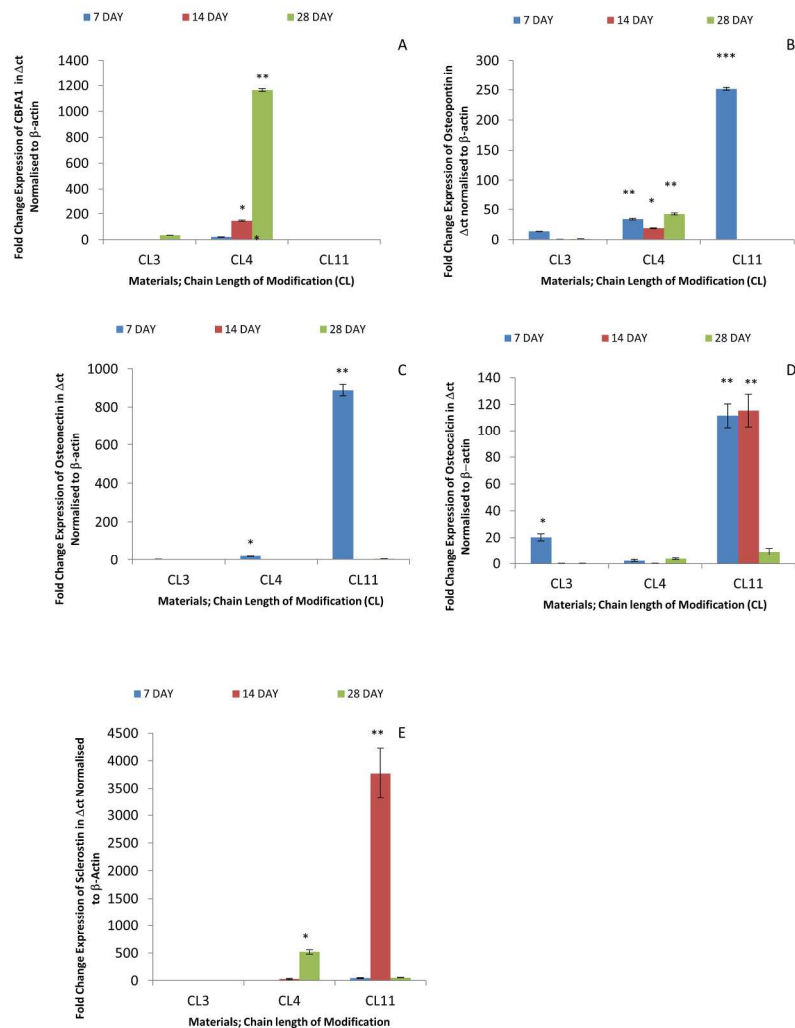 7 DAY 14 DAY 28 DAY
A
Fold Change Expression of CBFA1 in Δct
Normalised to β-actin
1400
1200
1000
800
600
400
200
0
**
*
*
CL3 CL4 CL11
Materials; Chain Length of Modification (CL)
7 DAY 14 DAY 28 DAY
B
Fold Change Expression of Osteopontin in
Δct normalised to β-actin
300
250
200
150
100
50
0
***
** * **
CL3 CL4 CL11
Materials; Chain Length of Modification (CL)
7 DAY 14 DAY 28 DAY
C
Fold Change Expression of Osteonectin in Δct
Normalised to β-actin
1000
800
600
400
200
0
**
*
CL3 CL4 CL11
Materials; Chain Length of Modification (CL)
7 DAY 14 DAY 28 DAY
D
Fold Change Expression of Osteocalcin in Δct
Normalised to β–actin
140
120
100
80
60
40
20
0
** **
*
CL3 CL4 CL11
Materials; Chain length of Modification (CL)
7 DAY 14 DAY 28 DAY
E
Fold Change Expression of Sclerostin in Δct Normalised
to β-Actin
4500
4000
3500
3000
2500
2000
1500
1000
500
0
**
*
CL3 CL4 CL11
Materials; Chain length of Modification